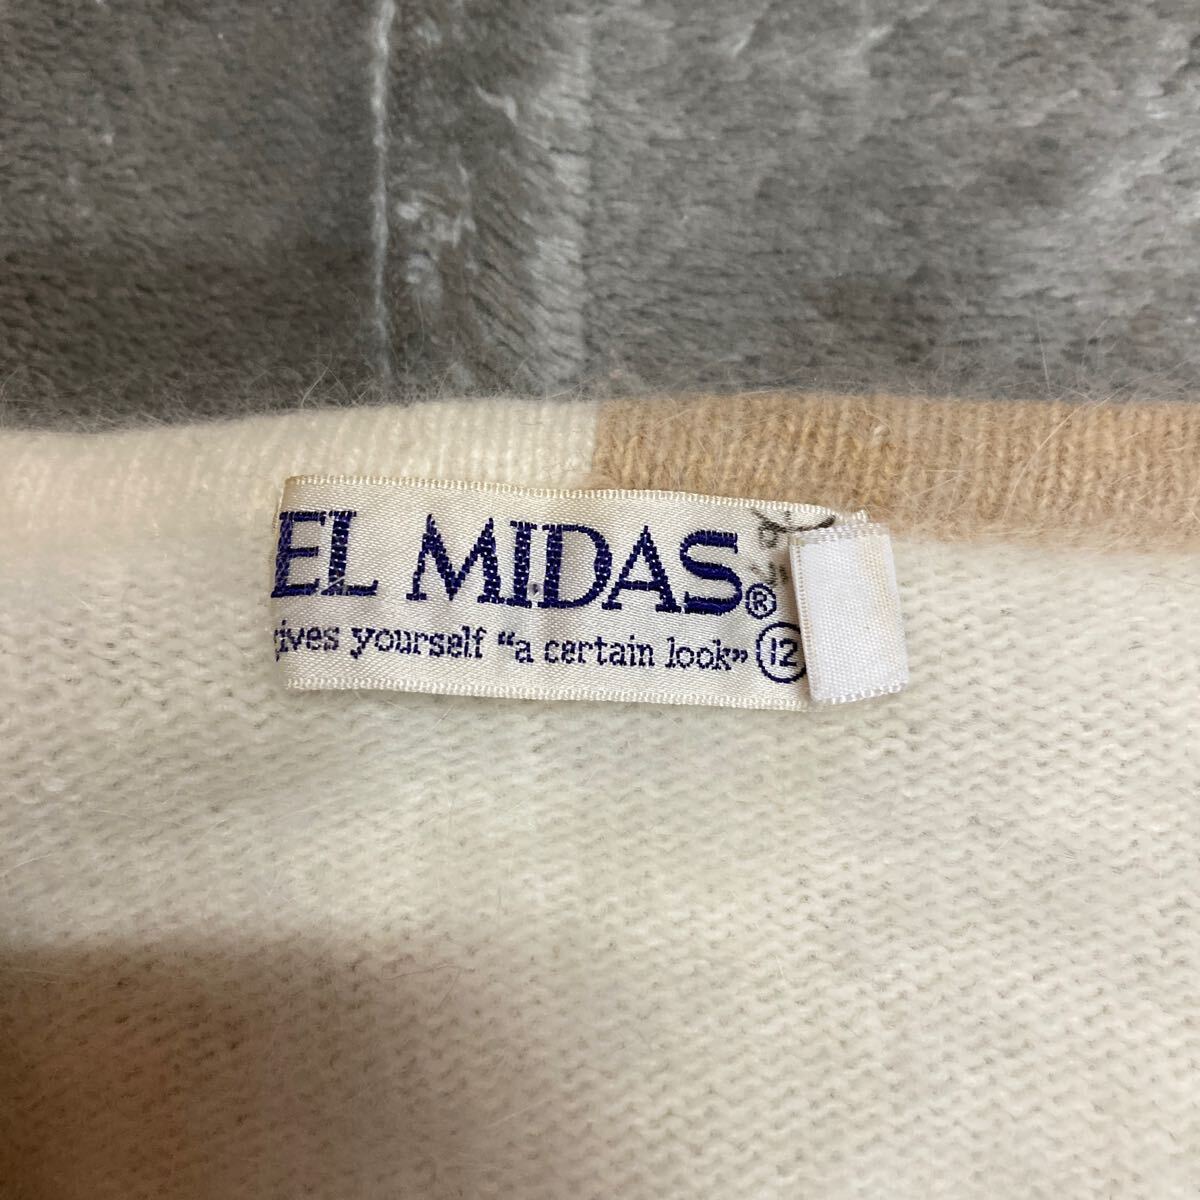 EL MIDAS®
gives yourself “a certain look” 12